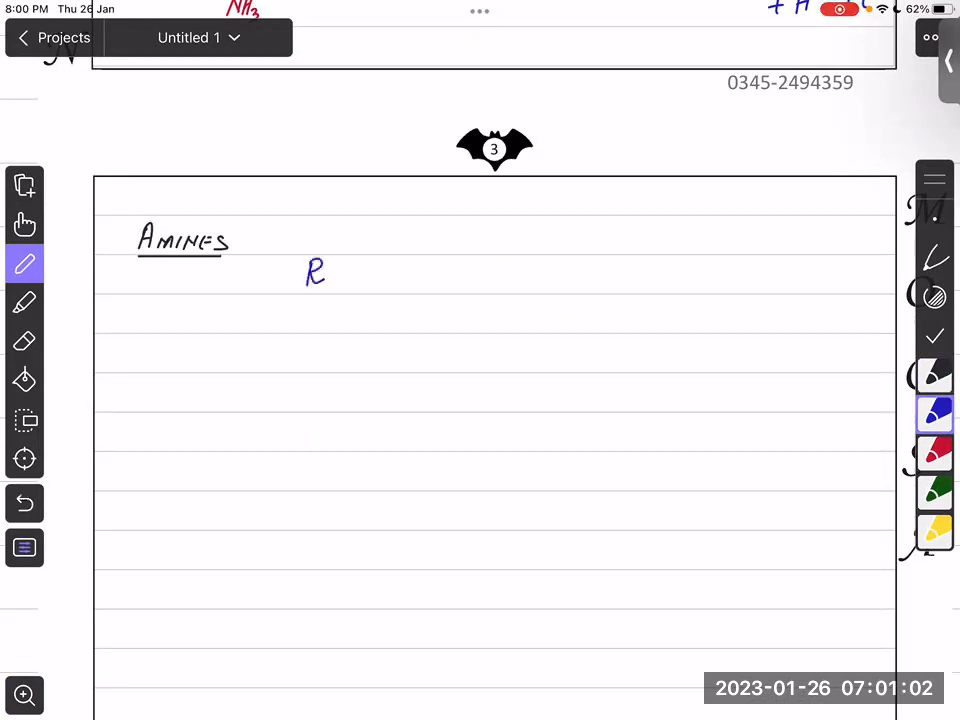 8:00 PM Thu 26 Jan
NH3
+ H
62%
Projects
Untitled 1
N
0345-2494359
3
M
AMINES
R
2023-01-26 07:01:02